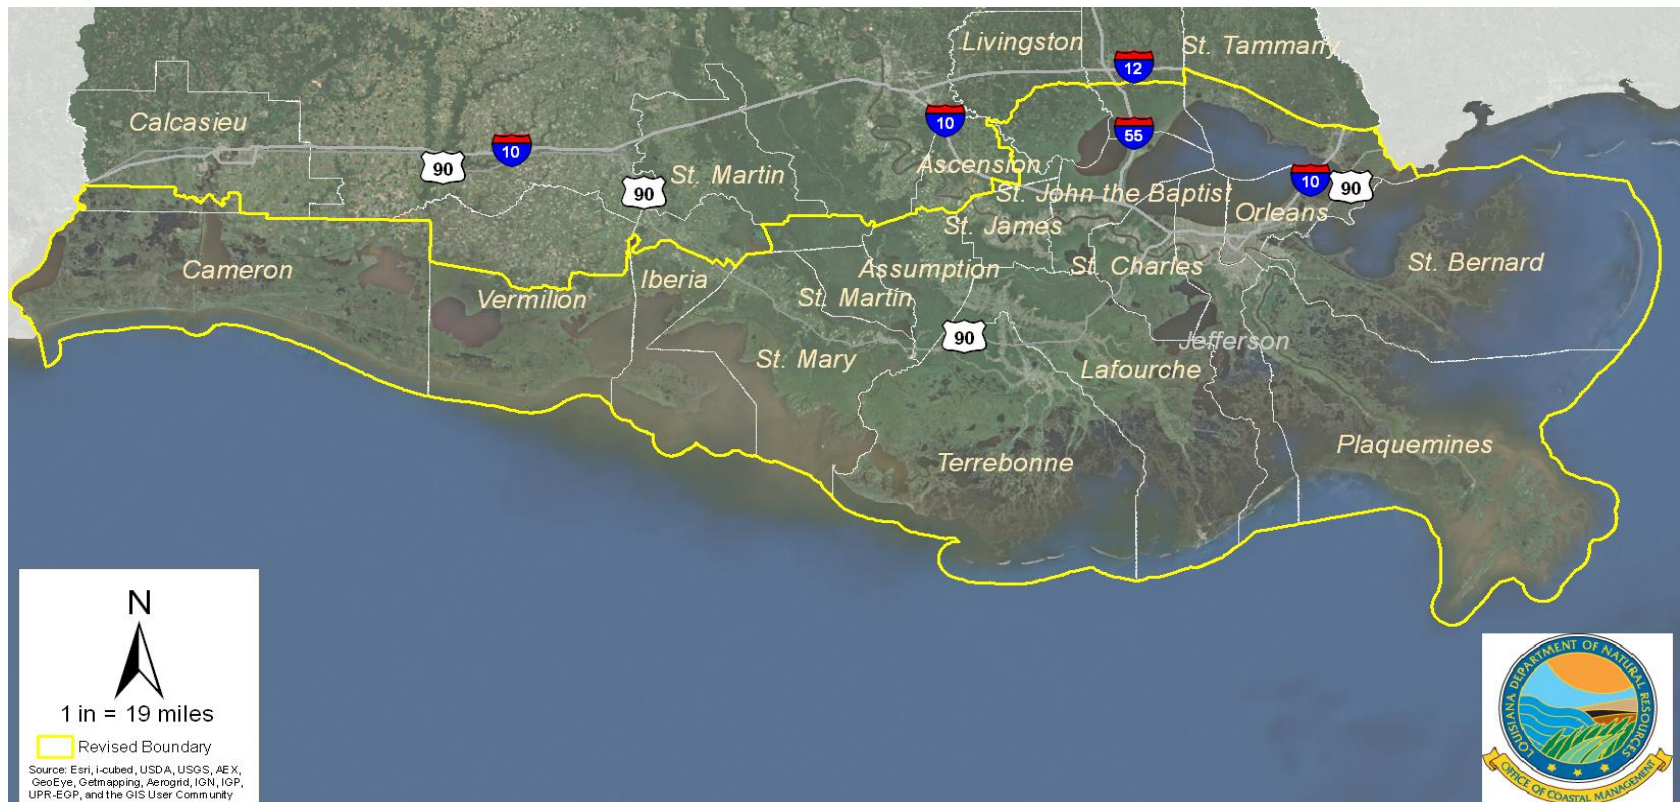 Livingston
St. Tammany
12
Calcasieu
10
55
10
90
St. Martin
Ascension
10
90
90
St. John the Baptist
Orleans
St. James
Cameron
Iberia
Assumption
St. Charles
St. Bernard
Vermilion
St. Martin
90
Jefferson
St. Mary
Lafourche
Terrebonne
Plaquemines
N
1 in = 19 miles
Revised Boundary
Source: Esri, i-cubed, USDA, USGS, AEX,
GeoEye, Getmapping, Aerogrid, IGN, IGP,
UPR-EGP, and the GIS User Community
LOUISIANA DEPARTMENT OF NATURAL RESOURCES
OFFICE OF COASTAL MANAGEMENT